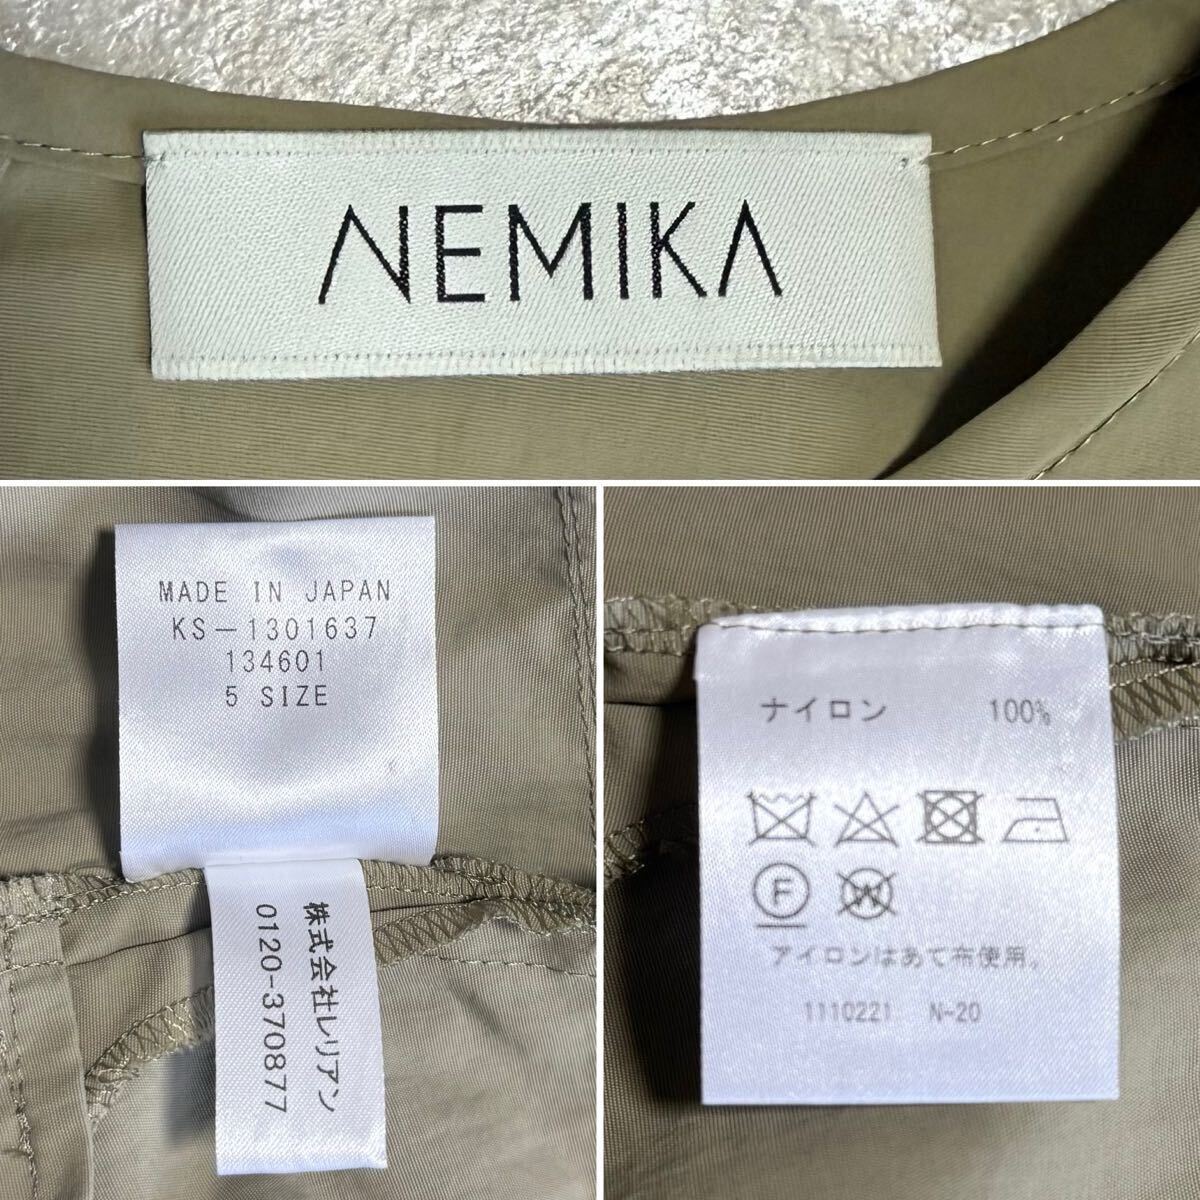 NEMIKA
MADE IN JAPAN
KS-1301637
134601
5 SIZE
株式会社レリアン
0120-370877
ナイロン 100%
F W
アイロンはあて布使用。
1110221 N-20